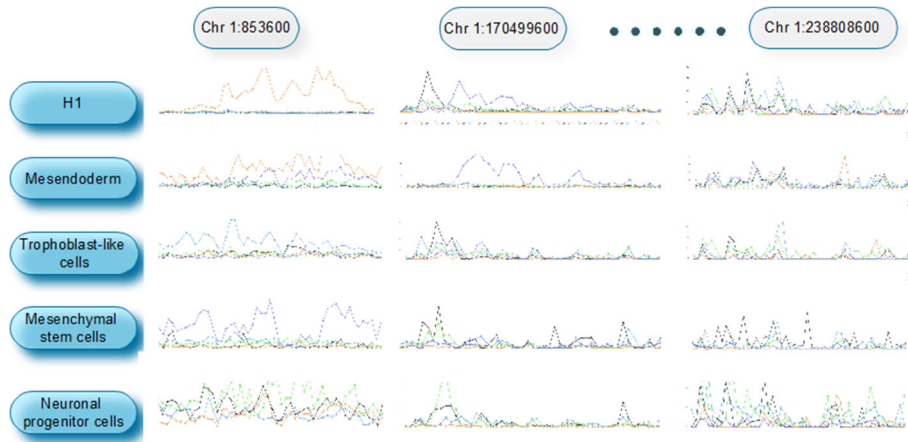 Chr 1:853600
Chr 1:170499600
Chr 1:238808600
H1
Mesendoderm
Trophoblast-like
cells
Mesenchymal
stem cells
Neuronal
progenitor cells